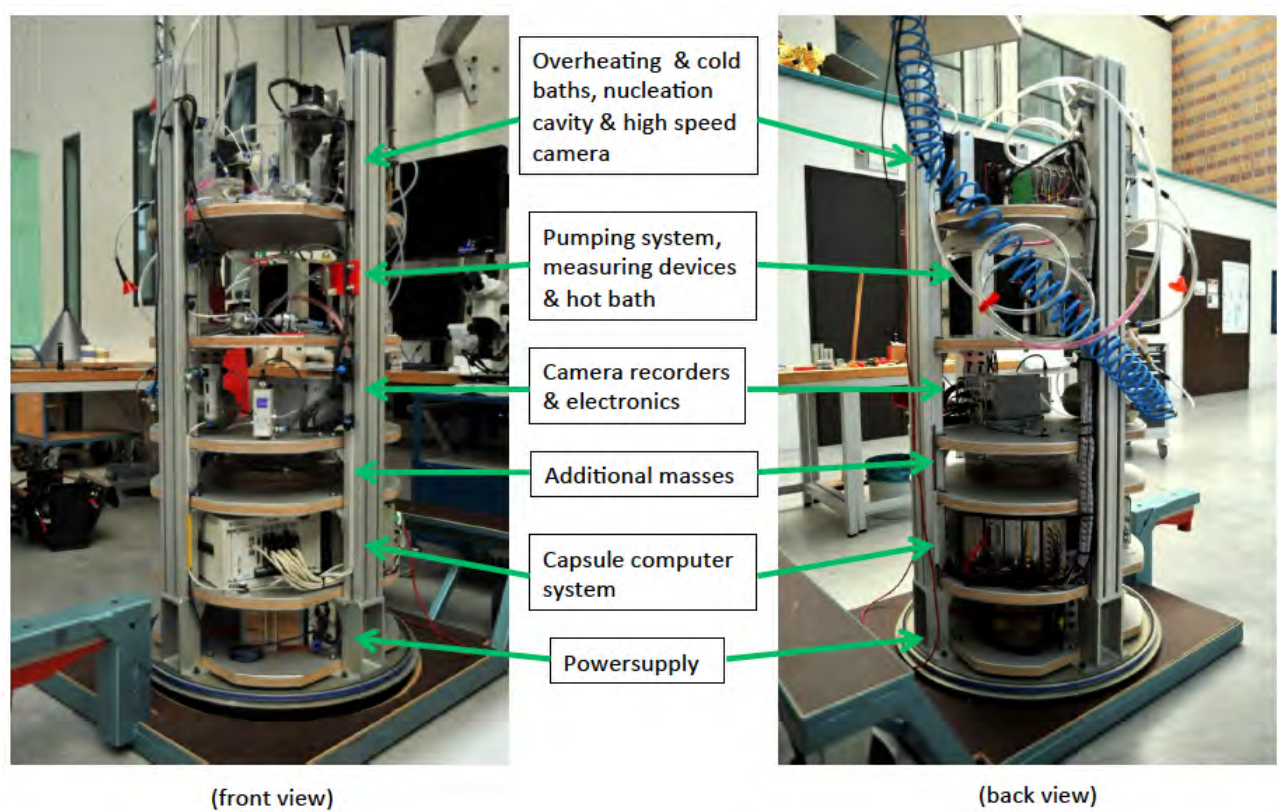 Overheating & cold
baths, nucleation
cavity & high speed
camera
Pumping system,
measuring devices
& hot bath
Camera recorders
& electronics
Additional masses
Capsule computer
system
Powersupply
(front view)
(back view)